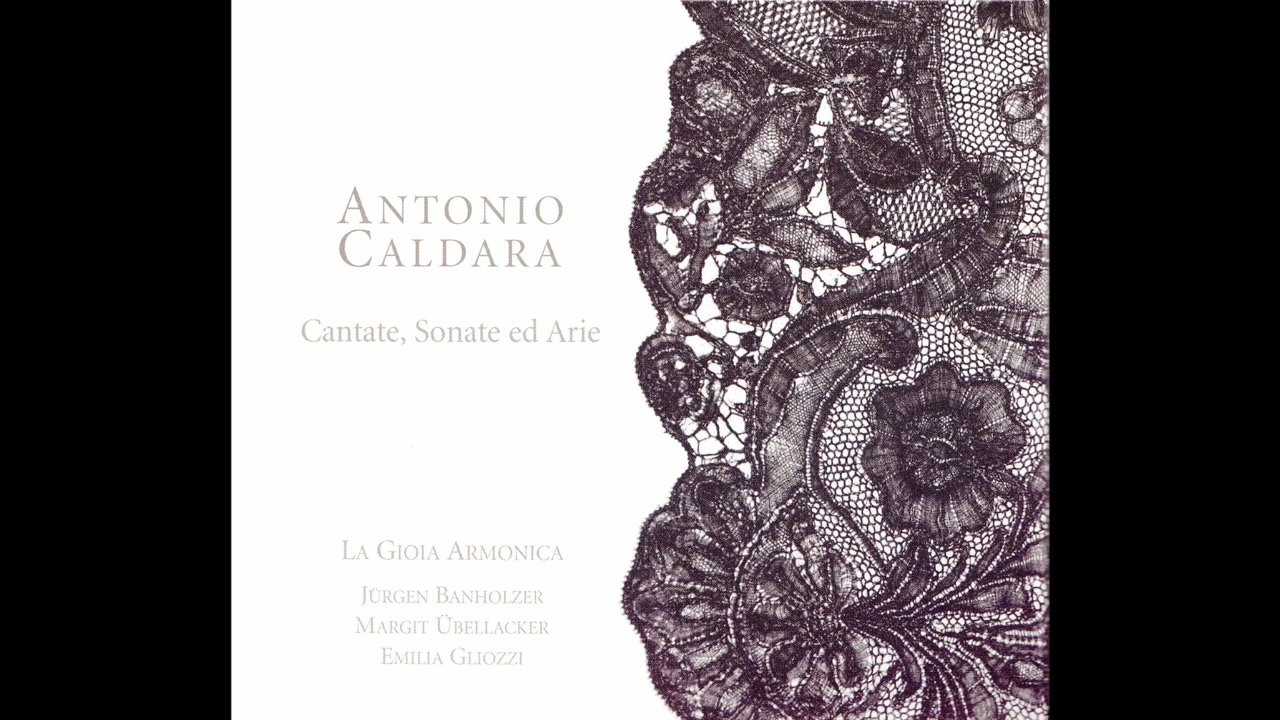 ANTONIO
CALDARA
Cantate, Sonate ed Arie
LA GIOIA ARMONICA
JÜRGEN BANHOLZER
MARGIT ÜBELLACKER
EMILIA GLIOZZI